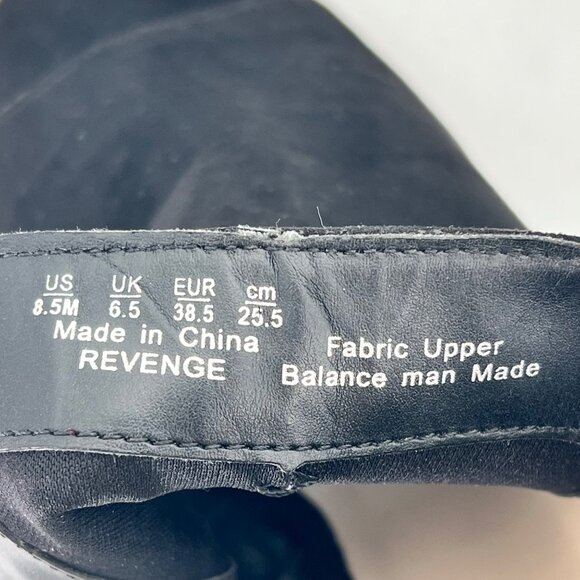 US UK EUR cm
8.5M 6.5 38.5 25.5
Made in China
REVENGE
Fabric Upper
Balance man Made